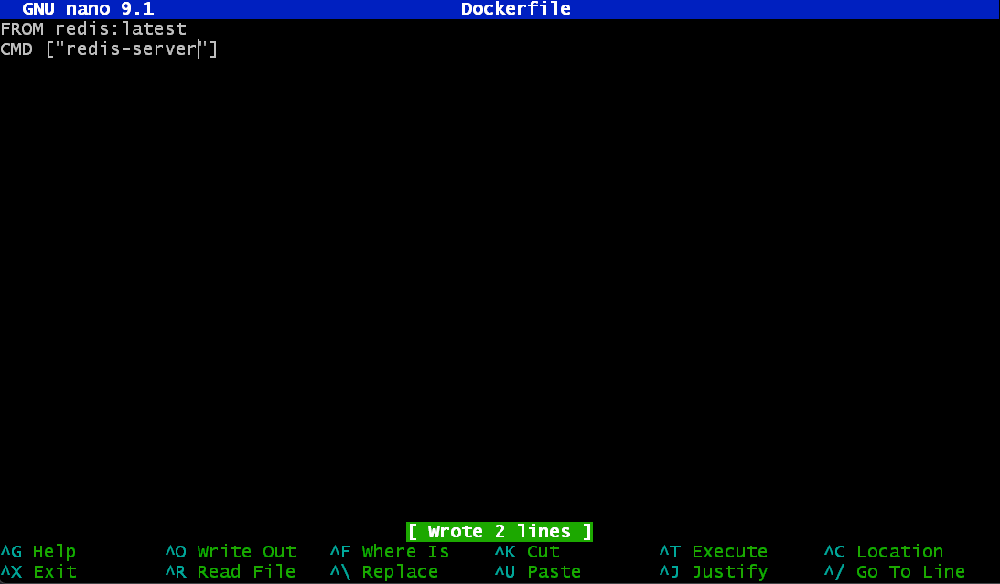 GNU nano 9.1 Dockerfile
FROM redis:latest
CMD ["redis-server"]
[ Wrote 2 lines ]
^G Help ^O Write Out ^F Where Is ^K Cut ^T Execute ^C Location
^X Exit ^R Read File ^\ Replace ^U Paste ^J Justify ^/ Go To Line